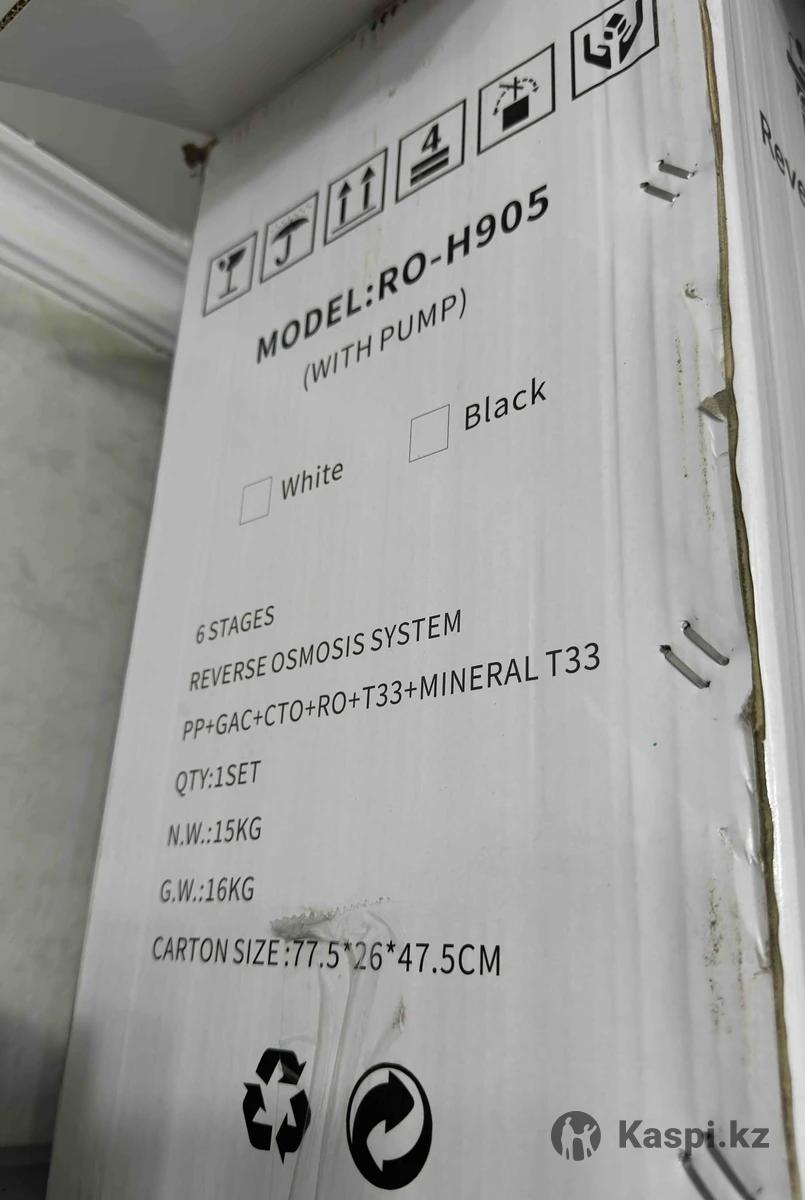 4
MODEL:RO-H905
(WITH PUMP)
White
Black
6 STAGES
REVERSE OSMOSIS SYSTEM
PP+GAC+CTO+RO+T33+MINERAL T33
QTY:1SET
N.W.:15KG
G.W.:16KG
CARTON SIZE:77.5*26*47.5CM
Kaspi.kz